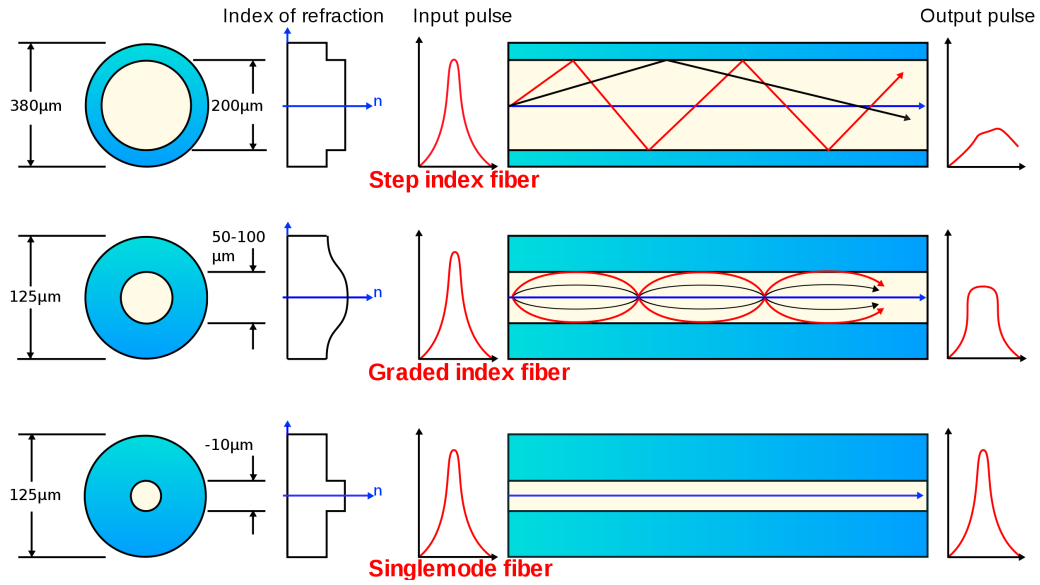 Index of refraction
Input pulse
Output pulse
380μm
200μm
n
Step index fiber
50-100
μm
125μm
n
Graded index fiber
-10μm
125μm
n
Singlemode fiber